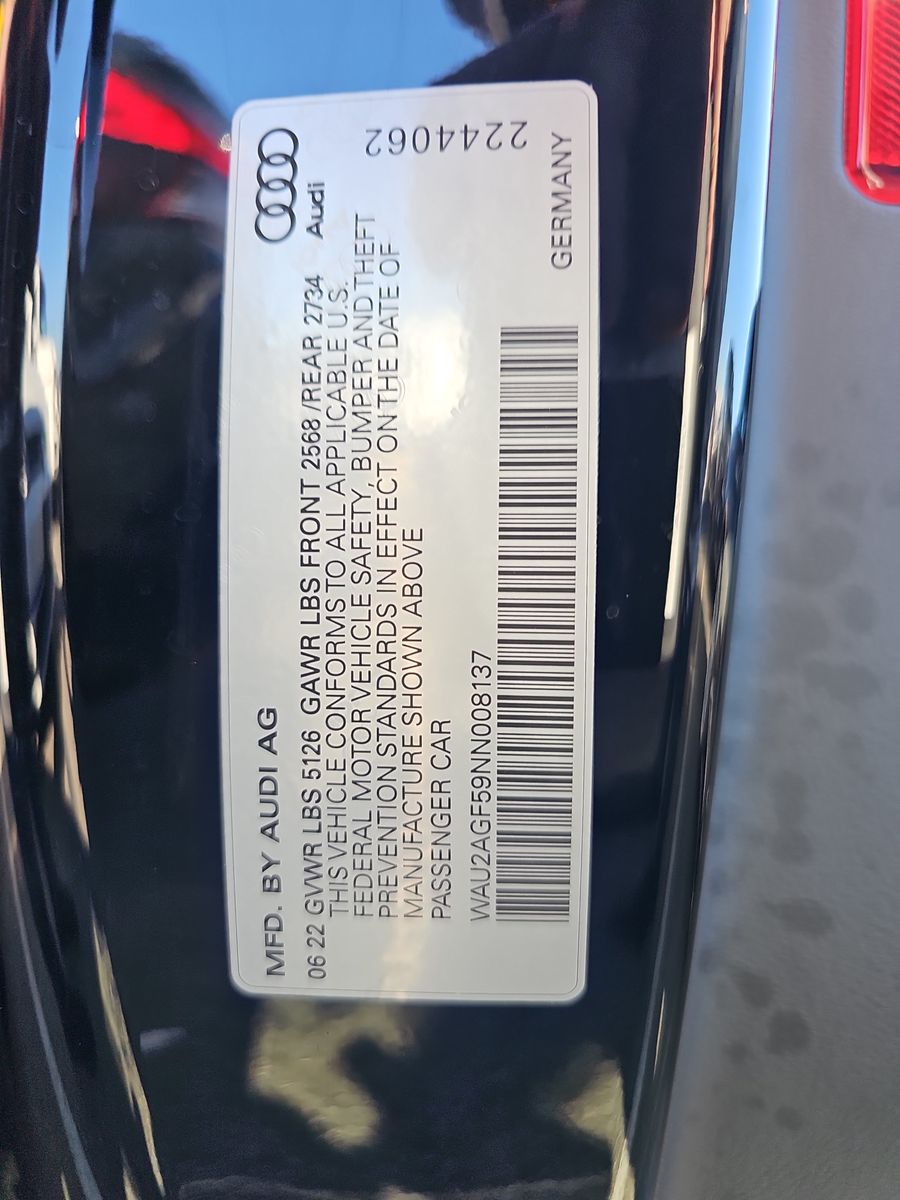 MFD. BY AUDI AG
Audi
06 22 GVWR LBS 5126 GAWR LBS FRONT 2568 /REAR 2734
THIS VEHICLE CONFORMS TO ALL APPLICABLE U.S.
FEDERAL MOTOR VEHICLE SAFETY, BUMPER AND THEFT
PREVENTION STANDARDS IN EFFECT ON THE DATE OF
MANUFACTURE SHOWN ABOVE
PASSENGER CAR
2244062
WAU2AGF59NN008137
GERMANY